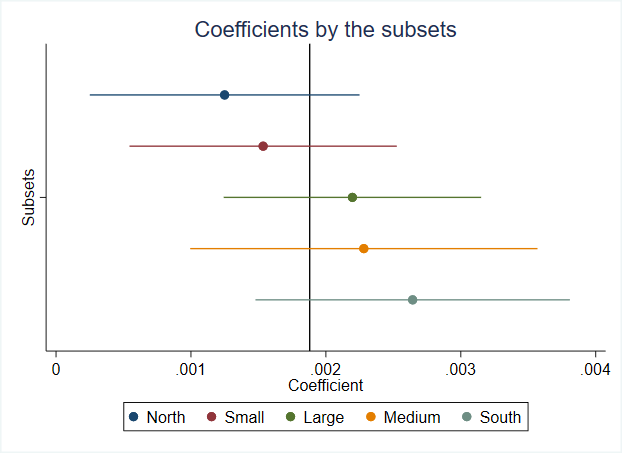 Coefficients by the subsets
Subsets
0 .001 .002 .003 .004
Coefficient
North Small Large Medium South